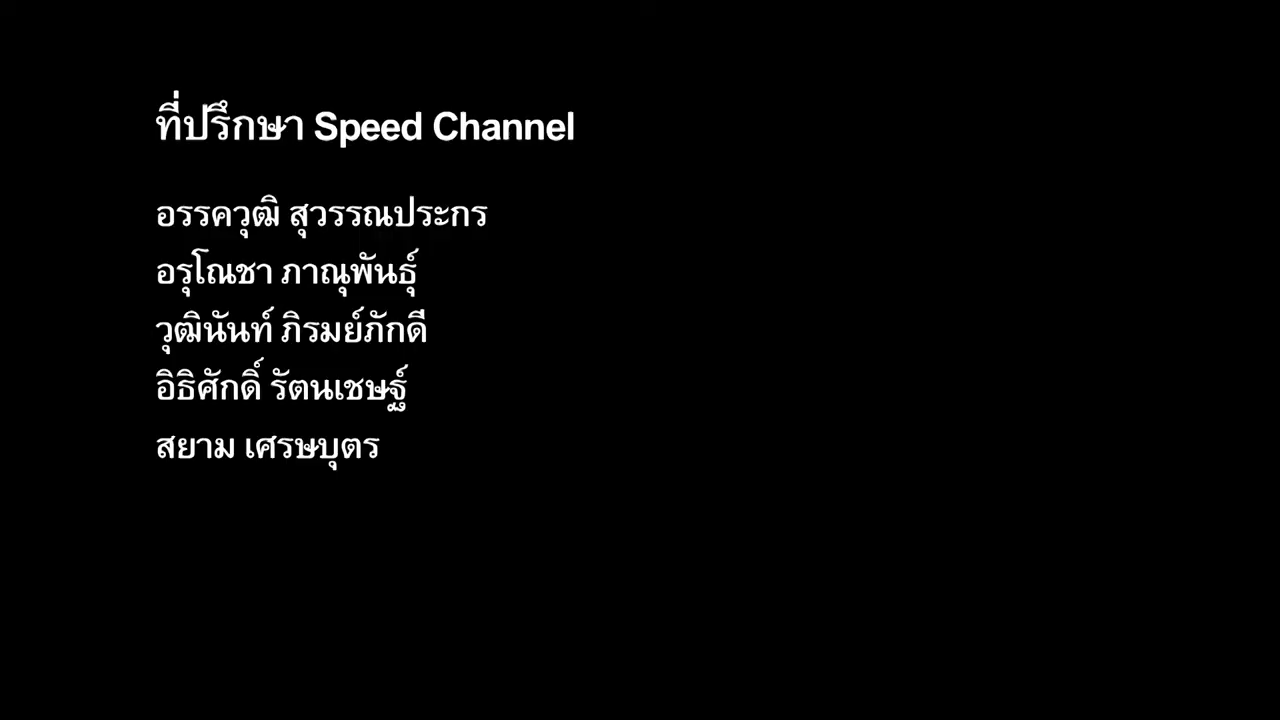 ที่ปรึกษา Speed Channel
อรรควุฒิ สุวรรณประกร
อรุโณชา ภาณุพันธุ์
วุฒินันท์ ภิรมย์ภักดี
อิธิศักดิ์ รัตนเชษฐ์
สยาม เศรษบุตร